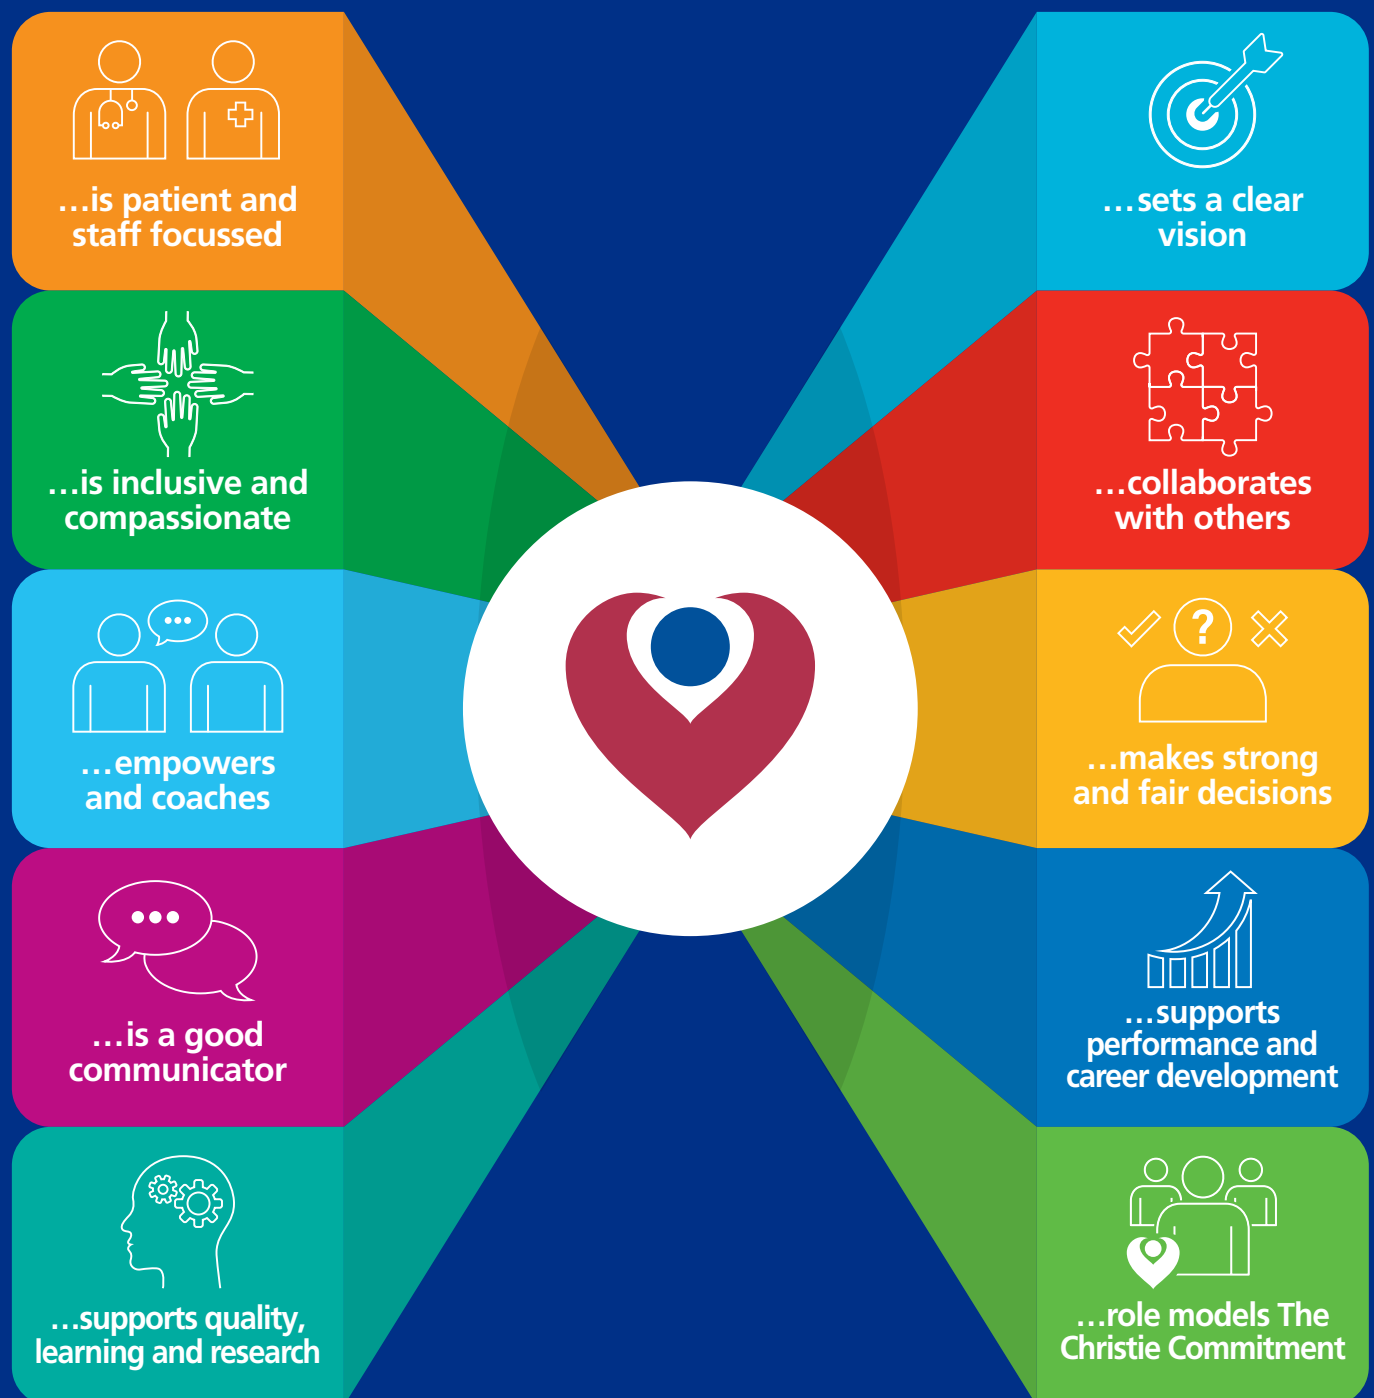 …is patient and
staff focussed
…is inclusive and
compassionate
…empowers
and coaches
…is a good
communicator
…supports quality,
learning and research
…sets a clear
vision
…collaborates
with others
?
…makes strong
and fair decisions
…supports
performance and
career development
…role models The
Christie Commitment